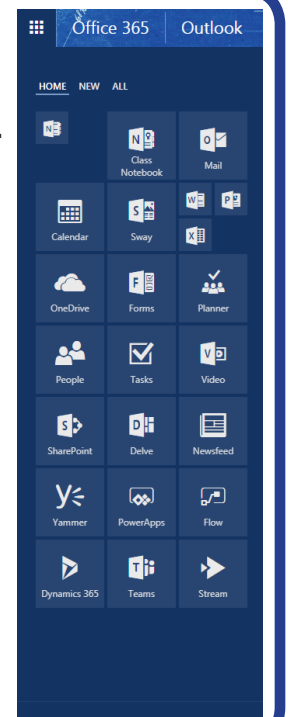 Office 365 Outlook
HOME NEW ALL
N
N
Class
Notebook
O
Mail
Calendar
S
Sway
W P
X
OneDrive
F
Forms
Planner
People
Tasks
V
Video
S
SharePoint
D
Delve
Newsfeed
Yammer
PowerApps
Flow
Dynamics 365
T
Teams
Stream